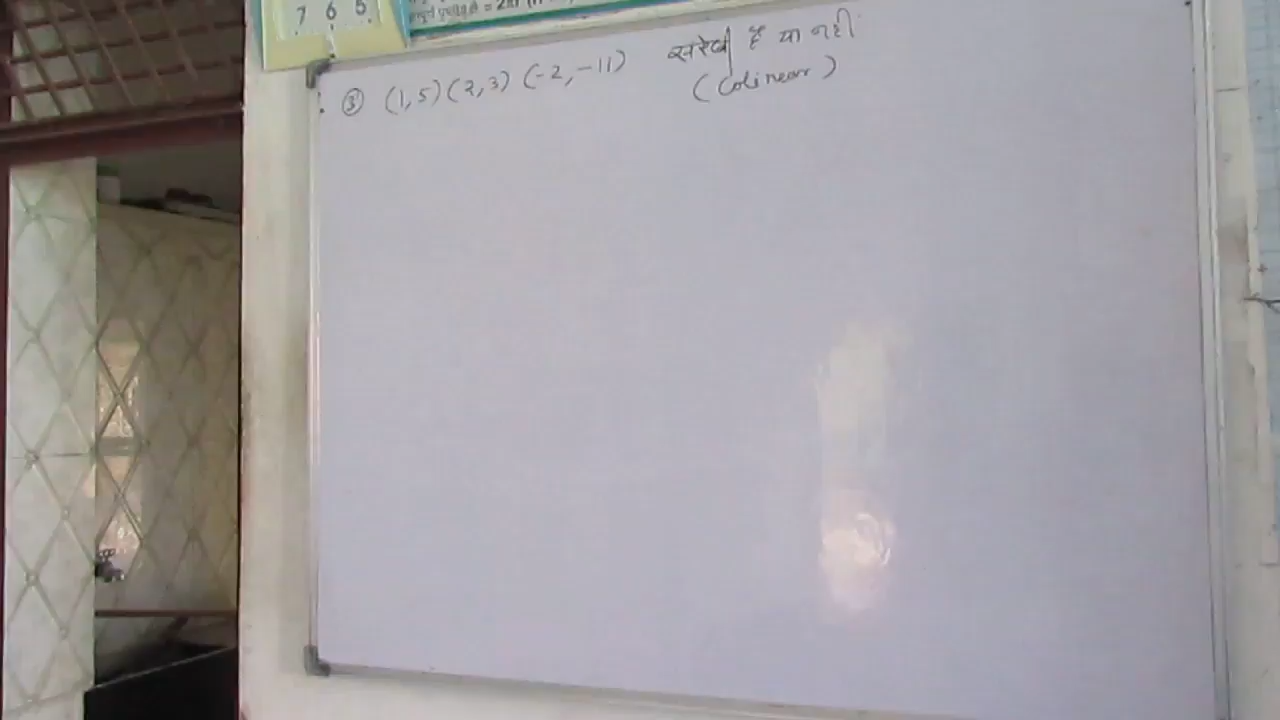 7 6 5
③ (1,5) (2,3) (-2,-11) सरेखी है या नहीं
(Colinear)